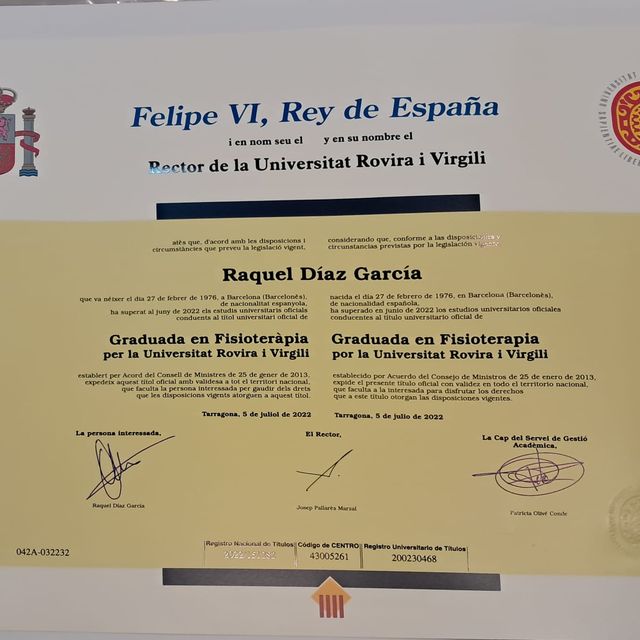 Felipe VI, Rey de España
i en nom seu el y en su nombre el
Rector de la Universitat Rovira i Virgili
atès que, d'acord amb les disposicions i
circumstàncies que preveu la legislació vigent,
considerando que, conforme a las disposiciones y
circunstancias previstas por la legislación vigente,
Raquel Díaz García
que va néixer el dia 27 de febrer de 1976, a Barcelona (Barcelonès),
de nacionalitat espanyola,
ha superat al juny de 2022 els estudis universitaris oficials
conduents al títol universitari oficial de
nacida el día 27 de febrero de 1976, en Barcelona (Barcelonès),
de nacionalidad española,
ha superado en junio de 2022 los estudios universitarios oficiales
conducentes al título universitario oficial de
Graduada en Fisioteràpia
per la Universitat Rovira i Virgili
Graduada en Fisioterapia
por la Universitat Rovira i Virgili
establert per Acord del Consell de Ministres de 25 de gener de 2013,
expedeix aquest títol oficial amb validesa a tot el territori nacional,
que faculta la persona interessada per gaudir dels drets
que les disposicions vigents atorguen a aquest títol.
establecido por Acuerdo del Consejo de Ministros de 25 de enero de 2013,
expide el presente título oficial con validez en todo el territorio nacional,
que faculta a la interesada para disfrutar los derechos
que a este título otorgan las disposiciones vigentes.
Tarragona, 5 de juliol de 2022
Tarragona, 5 de julio de 2022
La persona interessada,
El Rector,
La Cap del Servei de Gestió
Acadèmica,
Raquel Díaz García
Josep Pallarès Marzal
Patricia Olivé Conde
042A-032232
Registro Nacional de Títulos
Código de CENTRO
43005261
Registro Universitario de Títulos
200230468